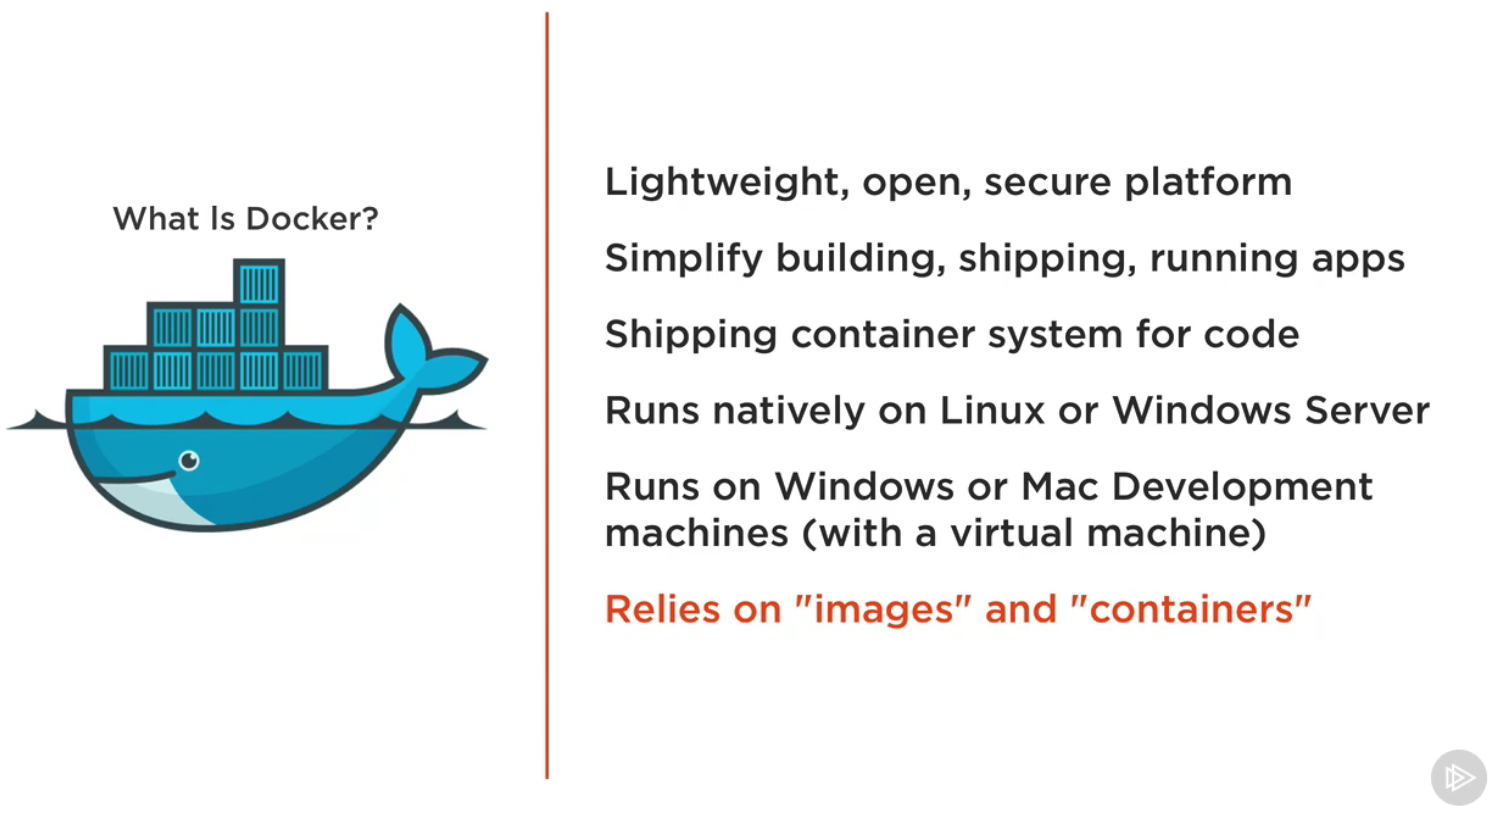 What Is Docker?
Lightweight, open, secure platform
Simplify building, shipping, running apps
Shipping container system for code
Runs natively on Linux or Windows Server
Runs on Windows or Mac Development
machines (with a virtual machine)
Relies on "images" and "containers"